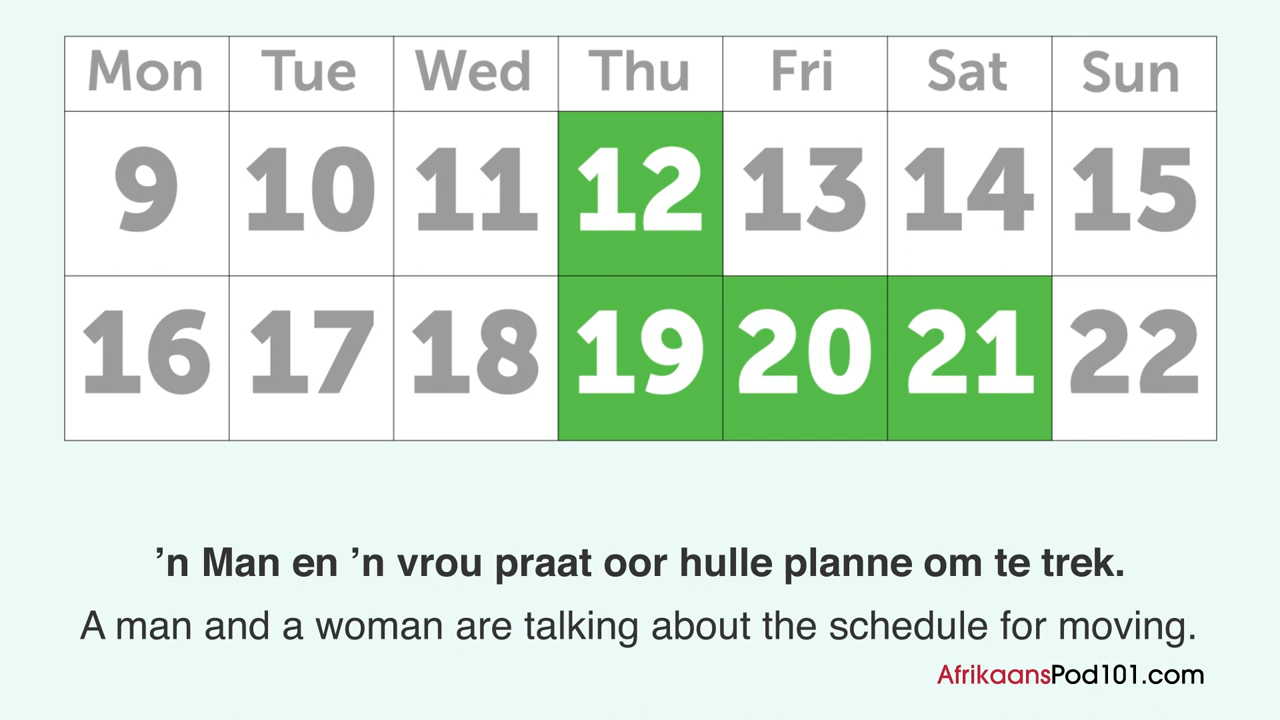 Mon Tue Wed Thu Fri Sat Sun
9 10 11 12 13 14 15
16 17 18 19 20 21 22
’n Man en ’n vrou praat oor hulle planne om te trek.
A man and a woman are talking about the schedule for moving.
AfrikaansPod101.com